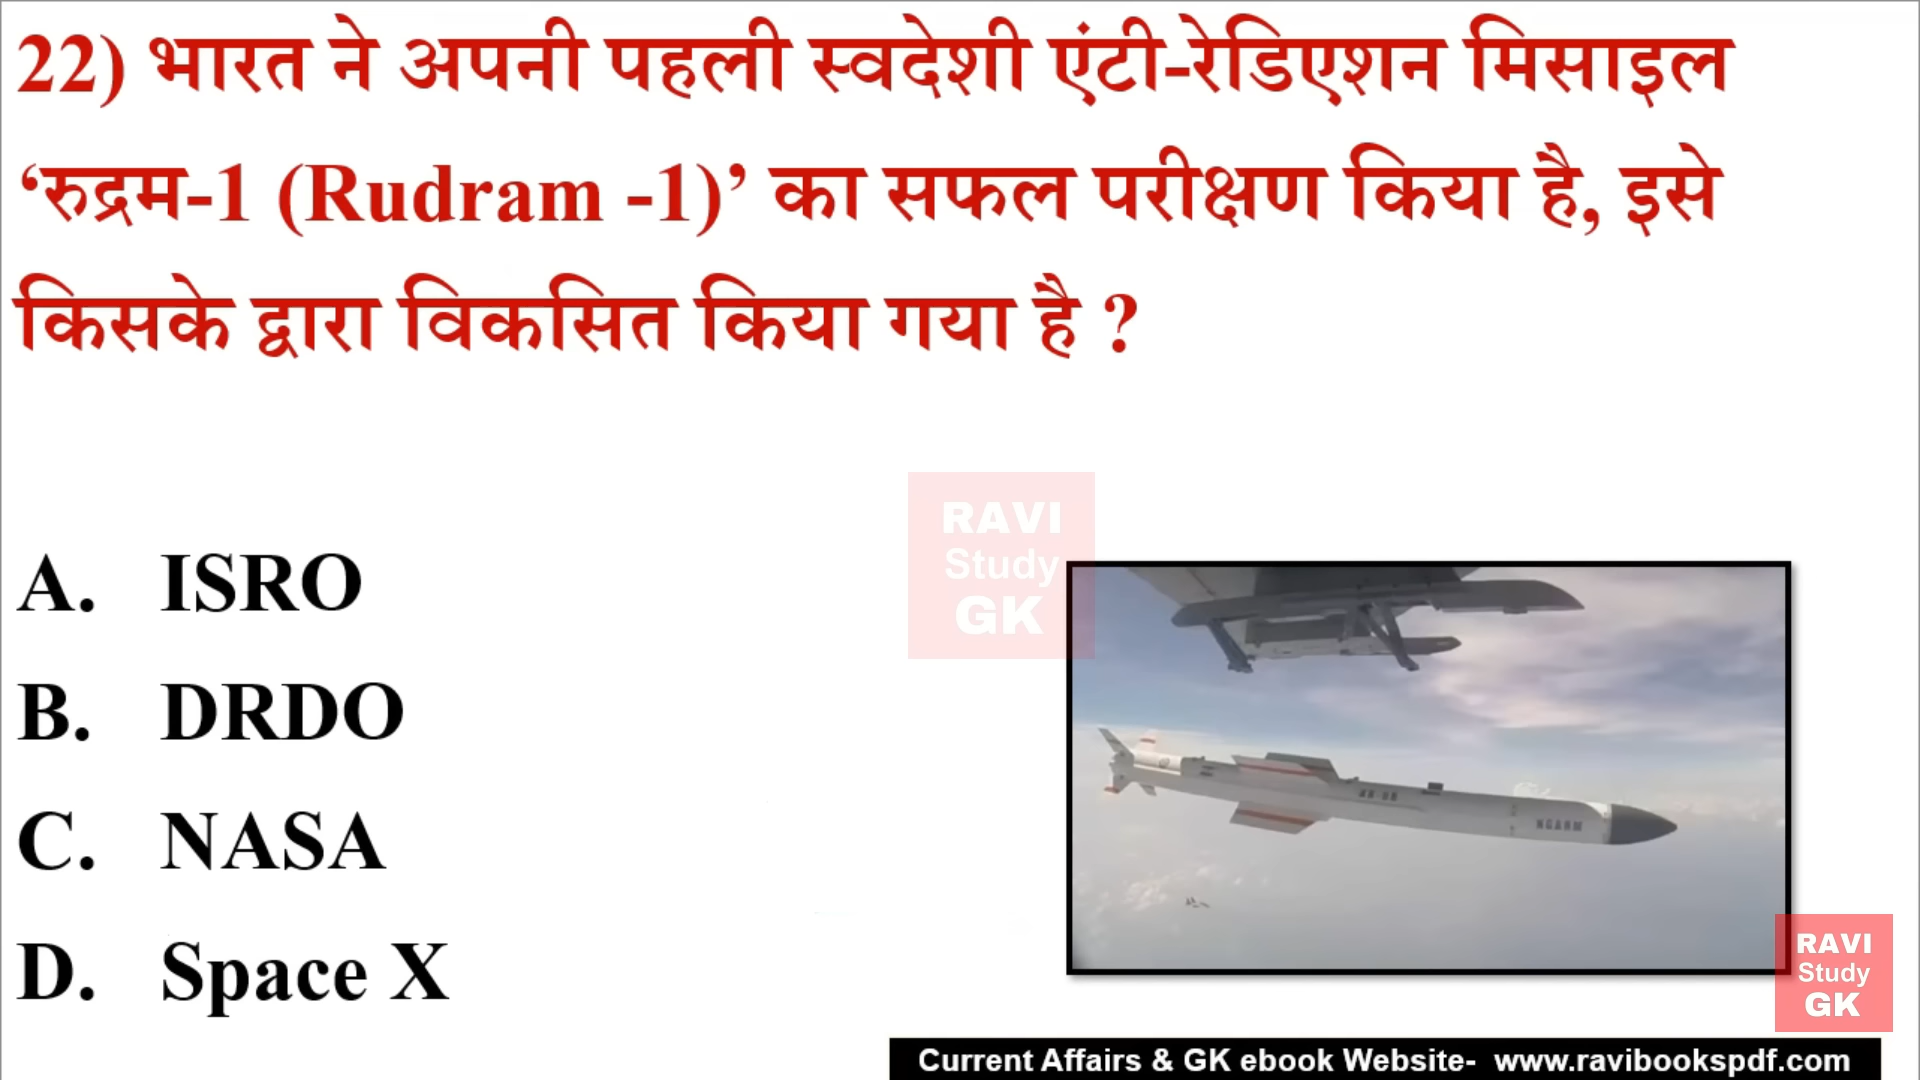 22) भारत ने अपनी पहली स्वदेशी एंटी-रेडिएशन मिसाइल
‘रुद्रम-1 (Rudram -1)’ का सफल परीक्षण किया है, इसे
किसके द्वारा विकसित किया गया है ?
A. ISRO
B. DRDO
C. NASA
D. Space X
RAVI
Study
GK
NGARM
RAVI
Study
GK
Current Affairs & GK ebook Website- www.ravibookspdf.com